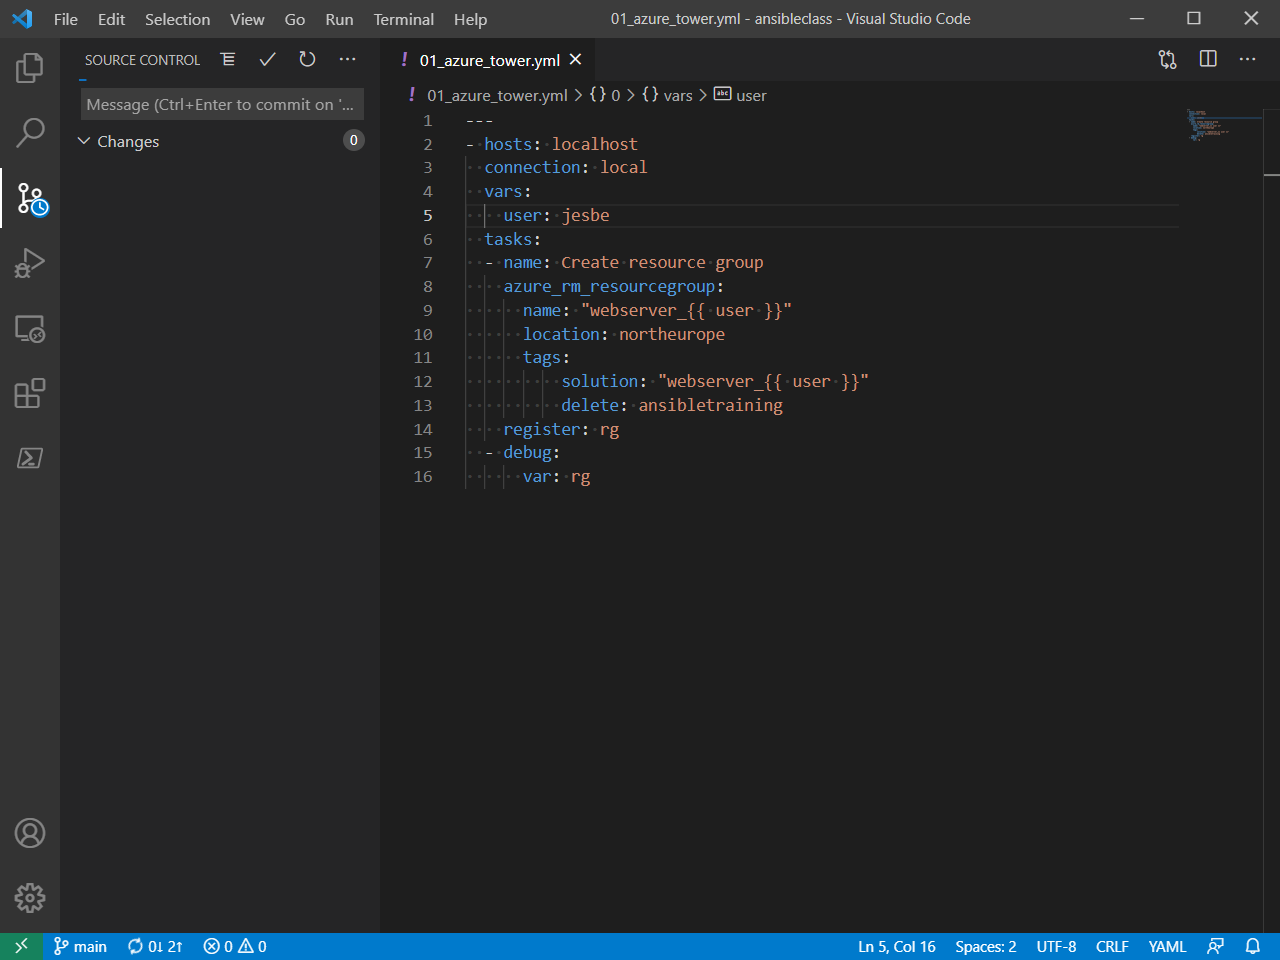 File Edit Selection View Go Run Terminal Help 01_azure_tower.yml - ansibleclass - Visual Studio Code
SOURCE CONTROL
Message (Ctrl+Enter to commit on '...
Changes 0
01_azure_tower.yml
01_azure_tower.yml > {} 0 > {} vars > abc user
1 ---
2 - hosts: localhost
3 connection: local
4 vars:
5 user: jesbe
6 tasks:
7 - name: Create resource group
8 azure_rm_resourcegroup:
9 name: "webserver_{{ user }}"
10 location: northeurope
11 tags:
12 solution: "webserver_{{ user }}"
13 delete: ansibletraining
14 register: rg
15 - debug:
16 var: rg
main 0↓ 2↑ 0 0 Ln 5, Col 16 Spaces: 2 UTF-8 CRLF YAML